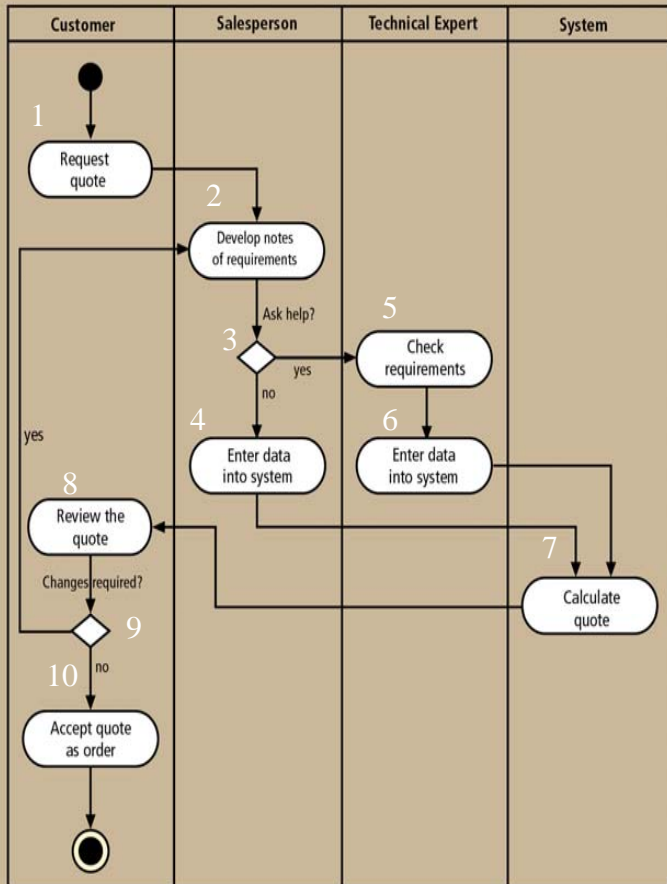 Customer
Salesperson
Technical Expert
System
1
Request
quote
2
Develop notes
of requirements
Ask help?
3
yes
no
5
Check
requirements
4
Enter data
into system
6
Enter data
into system
yes
8
Review the
quote
7
Calculate
quote
Changes required?
9
no
10
Accept quote
as order